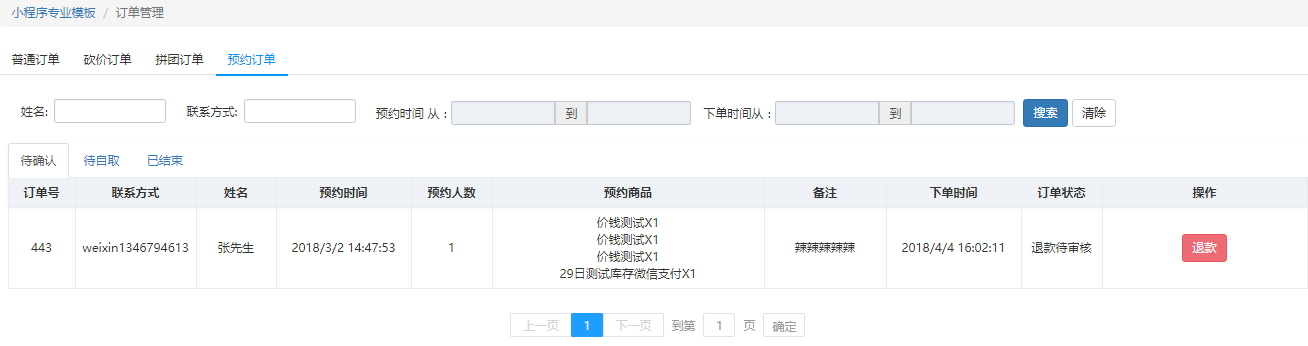 小程序专业模板 / 订单管理
普通订单 砍价订单 拼团订单 预约订单
姓名: 联系方式: 预约时间 从 : 到 下单时间从 : 到 搜索 清除
待确认 待自取 已结束
订单号 联系方式 姓名 预约时间 预约人数 预约商品 备注 下单时间 订单状态 操作
443 weixin1346794613 张先生 2018/3/2 14:47:53 1 价钱测试X1
价钱测试X1
价钱测试X1
29日测试库存微信支付X1 辣辣辣辣辣 2018/4/4 16:02:11 退款待审核 退款
上一页 1 下一页 到第 1 页 确定